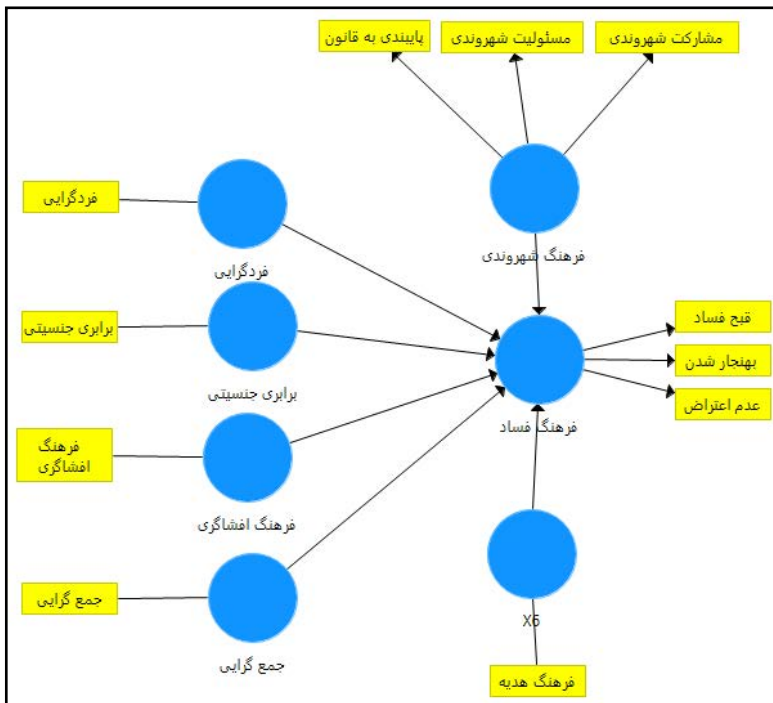 مشارکت شهروندی
مسئولیت شهروندی
پایبندی به قانون
فردگرایی
فردگرایی
فرهنگ شهروندی
برابری جنسیتی
برابری جنسیتی
قبح فساد
بهنجار شدن
عدم اعتراض
فرهنگ فساد
فرهنگ
افشاگری
فرهنگ افشاگری
جمع گرایی
جمع گرایی
X6
فرهنگ هدیه